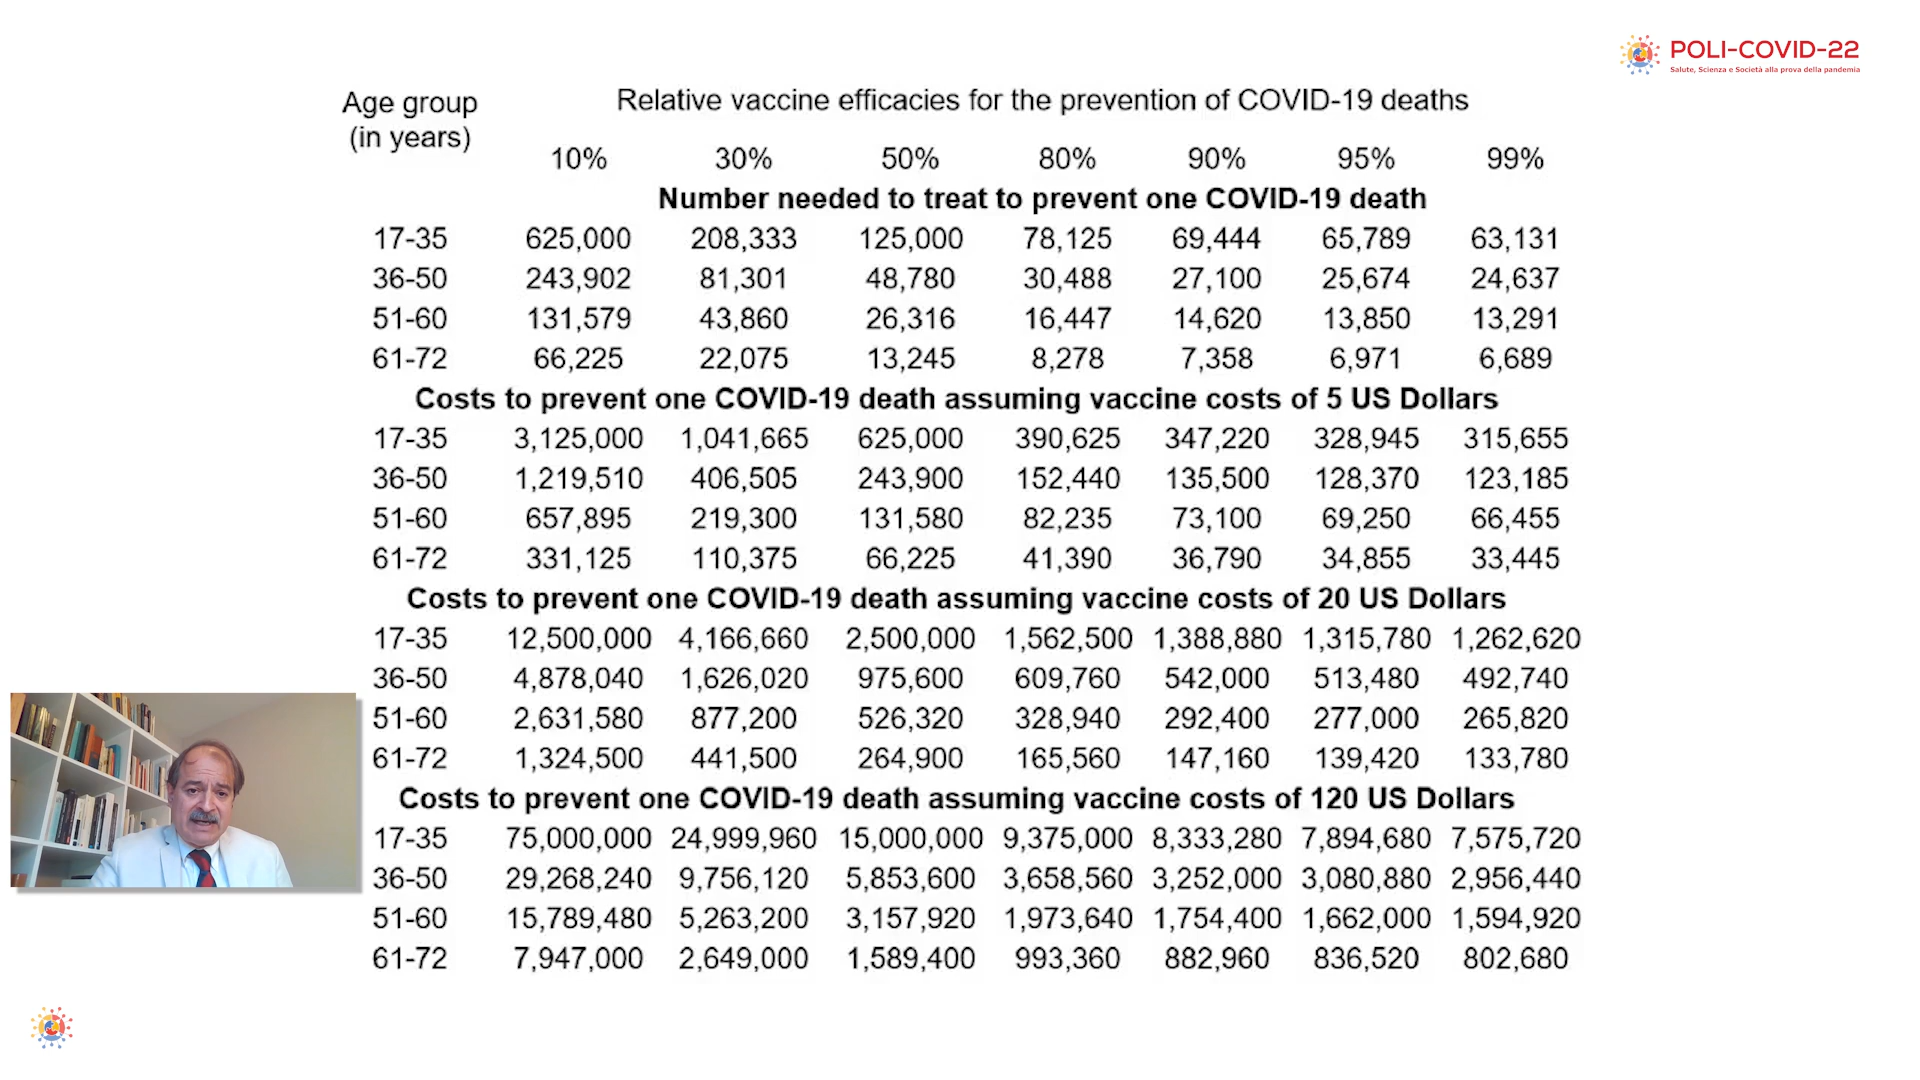 POLI-COVID-22
Salute, Scienza e Società alla prova della pandemia
Age group
(in years)
Relative vaccine efficacies for the prevention of COVID-19 deaths
10% 30% 50% 80% 90% 95% 99%
Number needed to treat to prevent one COVID-19 death
17-35 625,000 208,333 125,000 78,125 69,444 65,789 63,131
36-50 243,902 81,301 48,780 30,488 27,100 25,674 24,637
51-60 131,579 43,860 26,316 16,447 14,620 13,850 13,291
61-72 66,225 22,075 13,245 8,278 7,358 6,971 6,689
Costs to prevent one COVID-19 death assuming vaccine costs of 5 US Dollars
17-35 3,125,000 1,041,665 625,000 390,625 347,220 328,945 315,655
36-50 1,219,510 406,505 243,900 152,440 135,500 128,370 123,185
51-60 657,895 219,300 131,580 82,235 73,100 69,250 66,455
61-72 331,125 110,375 66,225 41,390 36,790 34,855 33,445
Costs to prevent one COVID-19 death assuming vaccine costs of 20 US Dollars
17-35 12,500,000 4,166,660 2,500,000 1,562,500 1,388,880 1,315,780 1,262,620
36-50 4,878,040 1,626,020 975,600 609,760 542,000 513,480 492,740
51-60 2,631,580 877,200 526,320 328,940 292,400 277,000 265,820
61-72 1,324,500 441,500 264,900 165,560 147,160 139,420 133,780
Costs to prevent one COVID-19 death assuming vaccine costs of 120 US Dollars
17-35 75,000,000 24,999,960 15,000,000 9,375,000 8,333,280 7,894,680 7,575,720
36-50 29,268,240 9,756,120 5,853,600 3,658,560 3,252,000 3,080,880 2,956,440
51-60 15,789,480 5,263,200 3,157,920 1,973,640 1,754,400 1,662,000 1,594,920
61-72 7,947,000 2,649,000 1,589,400 993,360 882,960 836,520 802,680